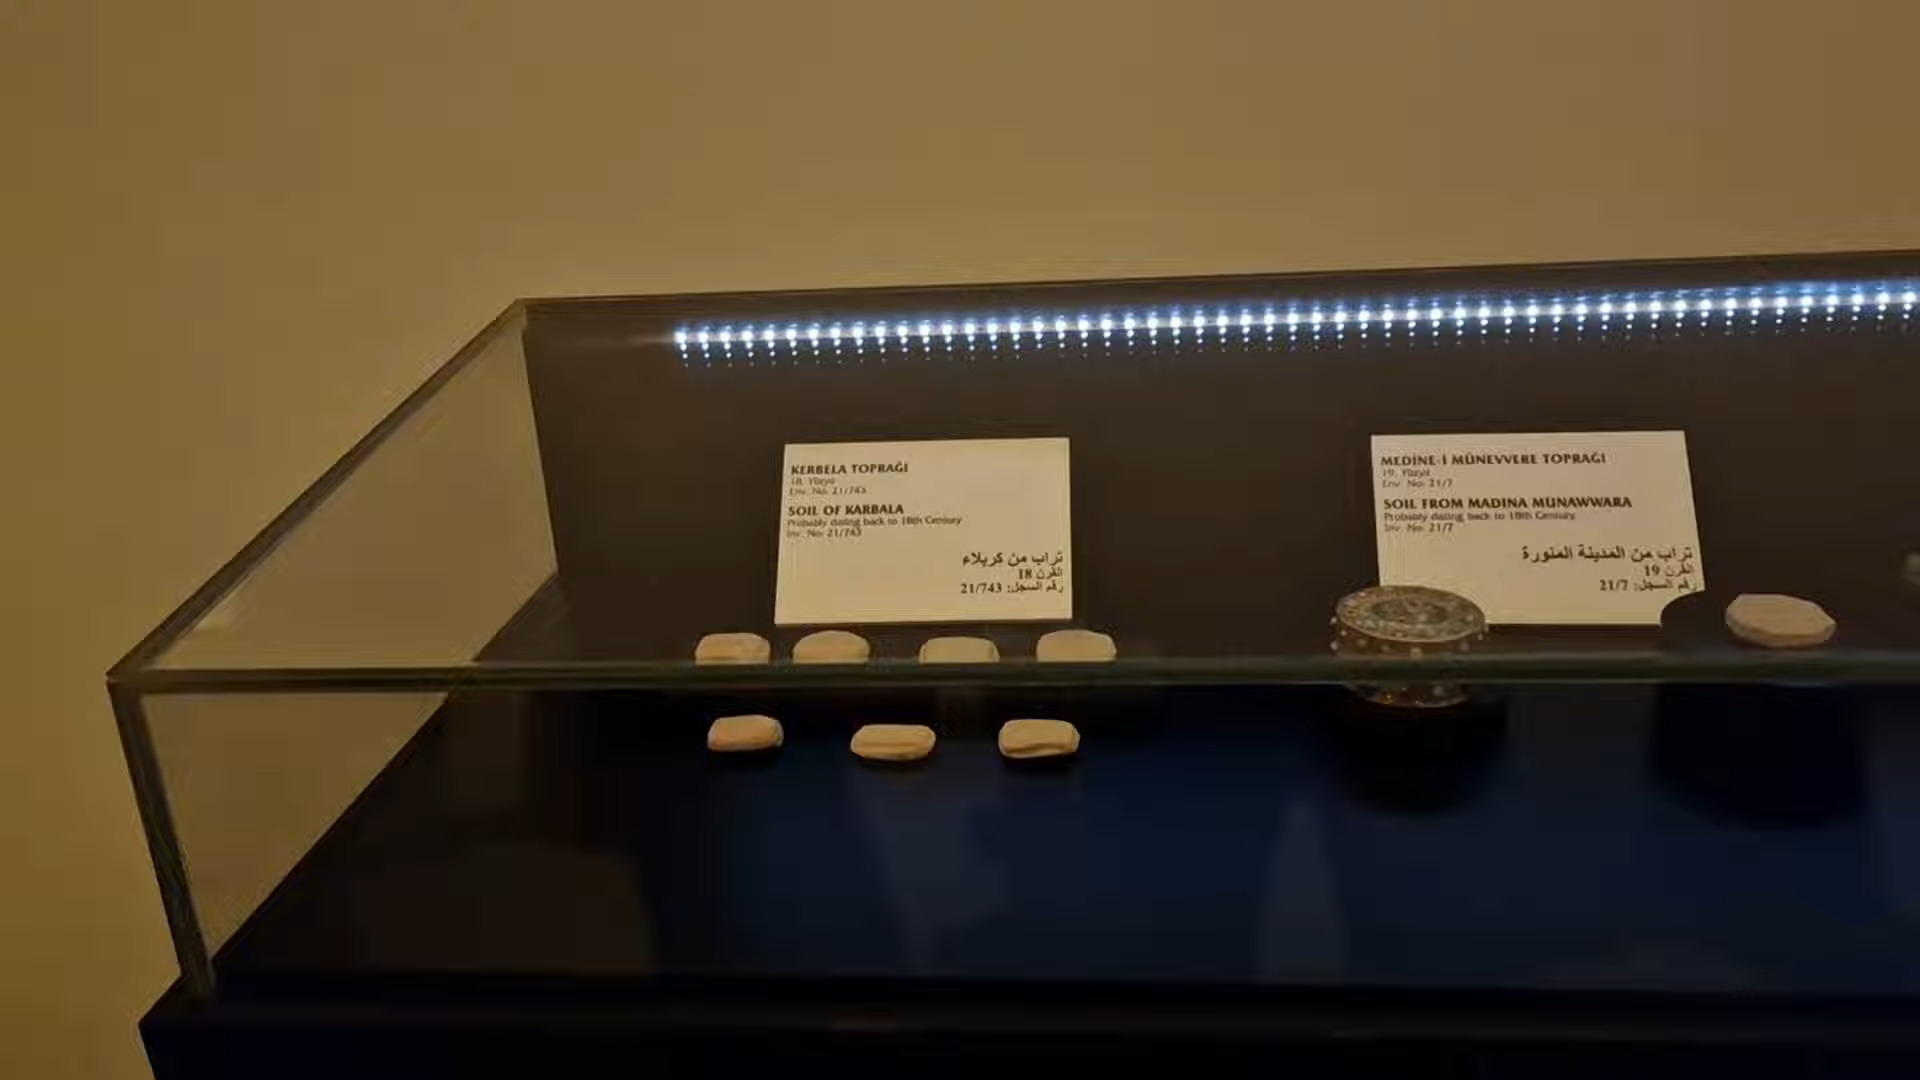 KERBELA TOPRAĞI
18. Yüzyıl
Env. No: 21/743
SOIL OF KARBALA
Probably dating back to 18th Century
Inv. No: 21/743
تراب من كربلاء
القرن 18
رقم السجل: 21/743
MEDİNE-İ MÜNEVVERE TOPRAĞI
19. Yüzyıl
Env. No: 21/7
SOIL FROM MADINA MUNAWWARA
Probably dating back to 18th Century
Inv. No: 21/7
تراب من المدينة المنورة
القرن 19
رقم السجل: 21/7